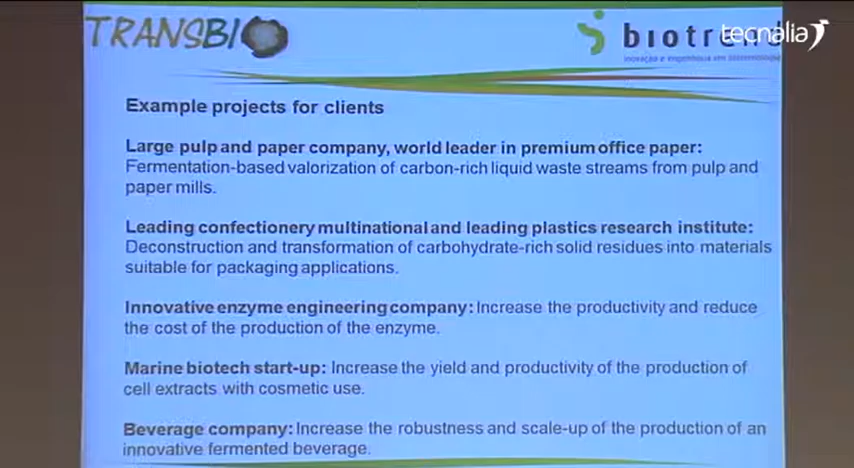 TRANSBIO
biotrend
tecnalia
inovação e engenharia em biotecnologia
Example projects for clients
Large pulp and paper company, world leader in premium office paper:
Fermentation-based valorization of carbon-rich liquid waste streams from pulp and
paper mills.
Leading confectionery multinational and leading plastics research institute:
Deconstruction and transformation of carbohydrate-rich solid residues into materials
suitable for packaging applications.
Innovative enzyme engineering company: Increase the productivity and reduce
the cost of the production of the enzyme.
Marine biotech start-up: Increase the yield and productivity of the production of
cell extracts with cosmetic use.
Beverage company: Increase the robustness and scale-up of the production of an
innovative fermented beverage.